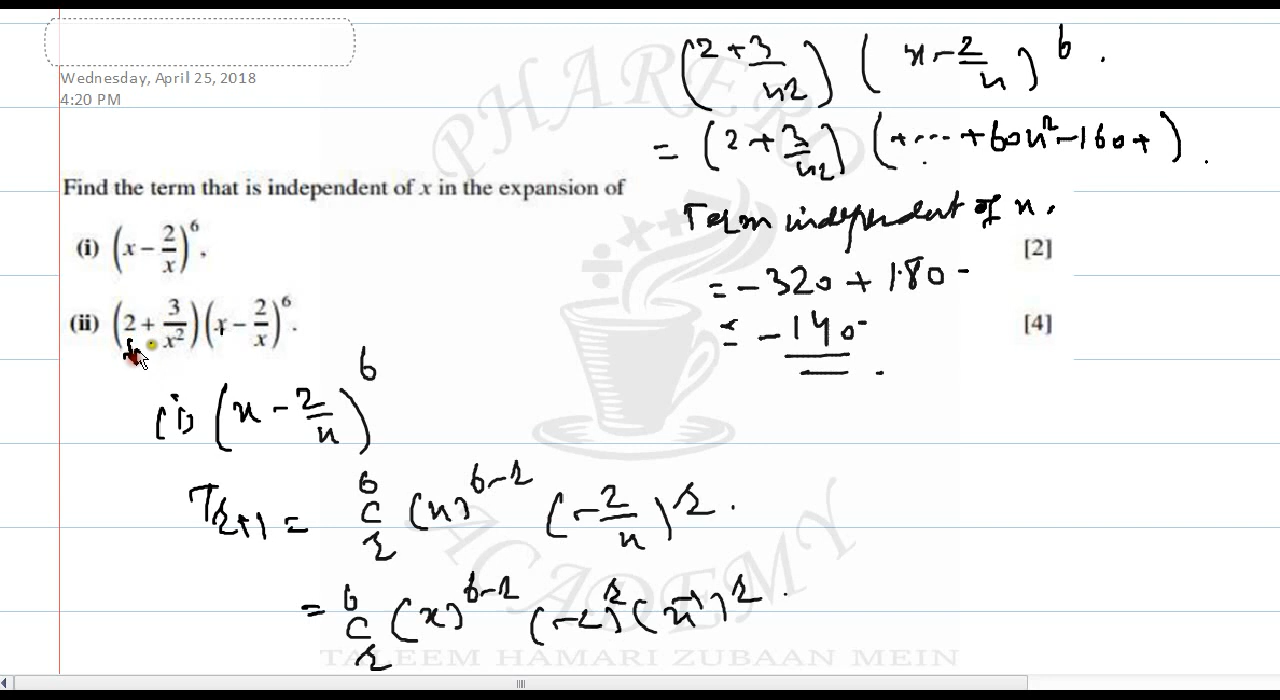 Wednesday, April 25, 2018
4:20 PM
Find the term that is independent of x in the expansion of
(i) (x − 2/x)^6, [2]
(ii) (2 + 3/x²)(x − 2/x)^6. [4]
(i) (x − 2/x)^6
T_{r+1} = ⁶C_r (x)^{6−r} (−2/x)^r.
= ⁶C_r (x)^{6−r} (−2)^r (x^{−1})^r.
(2 + 3/x²) (x − 2/x)^6.
= (2 + 3/x²) (+ ··· + 60x² − 160 + ).
Term independent of x.
= −320 + 180
= −140
PHARERO
ACADEMY
TALEEM HAMARI ZUBAAN MEIN